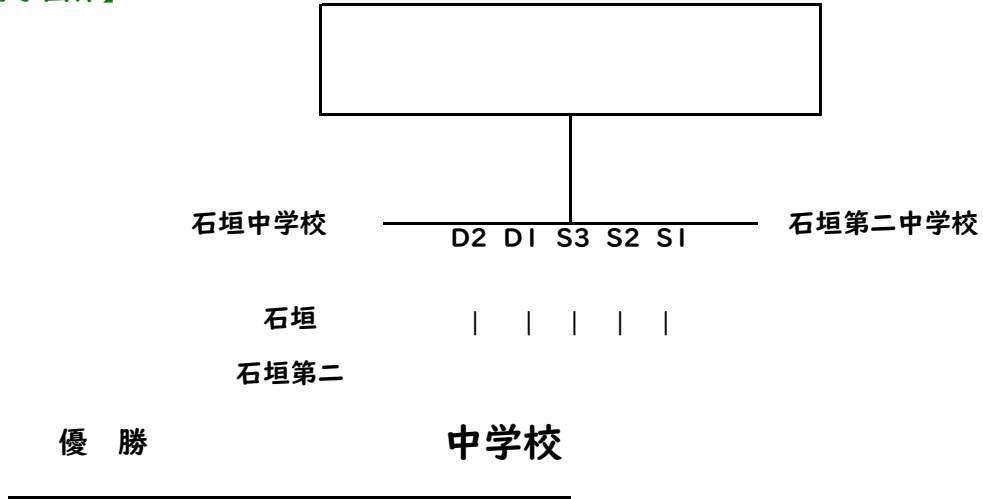 石垣中学校 石垣第二中学校
D2 D1 S3 S2 S1
石垣 | | | | |
石垣第二
優 勝 中学校